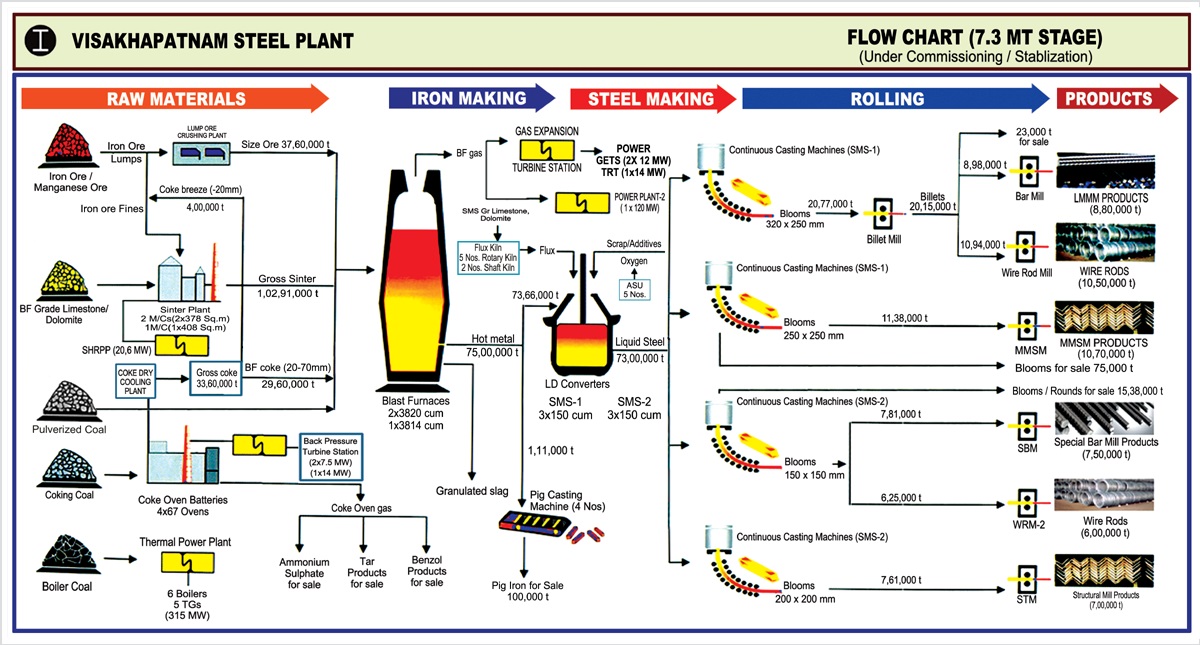 VISAKHAPATNAM STEEL PLANT
FLOW CHART (7.3 MT STAGE)
(Under Commissioning / Stablization)
RAW MATERIALS
IRON MAKING
STEEL MAKING
ROLLING
PRODUCTS
Iron Ore
Lumps
LUMP ORE
CRUSHING PLANT
Size Ore 37,60,000 t
Iron Ore /
Manganese Ore
Coke breeze (-20mm)
4,00,000 t
Iron ore Fines
Gross Sinter
1,02,91,000 t
BF Grade Limestone/
Dolomite
Sinter Plant
2 M/Cs(2x378 Sq.m)
1M/C(1x408 Sq.m)
SHRPP (20,6 MW)
COKE DRY
COOLING
PLANT
Gross coke
33,60,000 t
BF coke (20-70mm)
29,60,000 t
Pulverized Coal
Back Pressure
Turbine Station
(2x7.5 MW)
(1x14 MW)
Coking Coal
Coke Oven Batteries
4x67 Ovens
Coke Oven gas
Ammonium
Sulphate
for sale
Tar
Products
for sale
Benzol
Products
for sale
Boiler Coal
Thermal Power Plant
6 Boilers
5 TGs
(315 MW)
BF gas
GAS EXPANSION
TURBINE STATION
POWER
GETS (2X 12 MW)
TRT (1x14 MW)
POWER PLANT-2
(1 x 120 MW)
SMS Gr Limestone,
Dolomite
Flux Kiln
5 Nos. Rotary Kiln
2 Nos. Shaft Kiln
Flux
Scrap/Additives
Oxygen
ASU
5 Nos.
73,66,000 t
Hot metal
75,00,000 t
Liquid Steel
73,00,000 t
Blast Furnaces
2x3820 cum
1x3814 cum
LD Converters
SMS-1
3x150 cum
SMS-2
3x150 cum
1,11,000 t
Granulated slag
Pig Casting
Machine (4 Nos)
Pig Iron for Sale
100,000 t
Continuous Casting Machines (SMS-1)
Blooms
320 x 250 mm
20,77,000 t
Billet Mill
Billets
20,15,000 t
23,000 t
for sale
8,98,000 t
Bar Mill
LMMM PRODUCTS
(8,80,000 t)
10,94,000 t
Wire Rod Mill
WIRE RODS
(10,50,000 t)
Continuous Casting Machines (SMS-1)
Blooms
250 x 250 mm
11,38,000 t
MMSM
MMSM PRODUCTS
(10,70,000 t)
Blooms for sale 75,000 t
Blooms / Rounds for sale 15,38,000 t
Continuous Casting Machines (SMS-2)
Blooms
150 x 150 mm
7,81,000 t
SBM
Special Bar Mill Products
(7,50,000 t)
6,25,000 t
WRM-2
Wire Rods
(6,00,000 t)
Continuous Casting Machines (SMS-2)
Blooms
200 x 200 mm
7,61,000 t
STM
Structural Mill Products
(7,00,000 t)